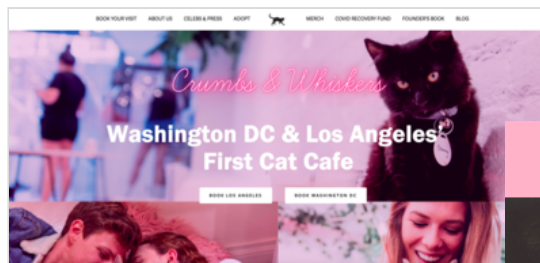 BOOK YOUR VISIT ABOUT US CELEBS & PRESS ADOPT MERCH COVID RECOVERY FUND FOUNDER'S BOOK BLOG
Crumbs & Whiskers
Washington DC & Los Angeles'
First Cat Cafe
BOOK LOS ANGELES BOOK WASHINGTON DC